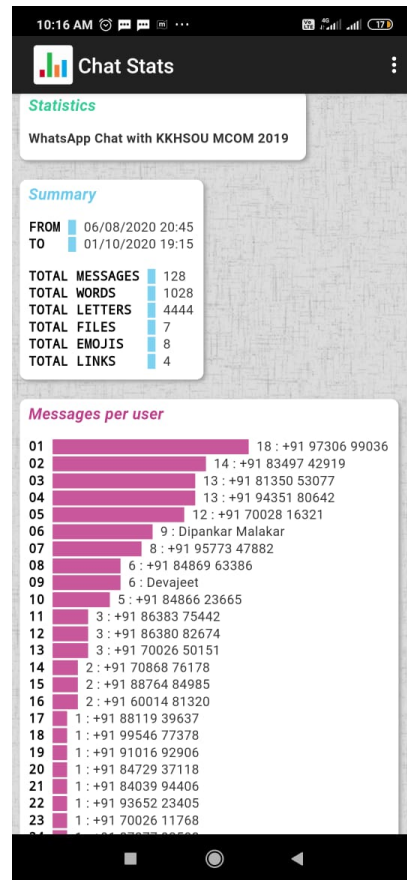 10:16 AM
Chat Stats
Statistics
WhatsApp Chat with KKHSOU MCOM 2019
Summary
FROM 06/08/2020 20:45
TO 01/10/2020 19:15
TOTAL MESSAGES 128
TOTAL WORDS 1028
TOTAL LETTERS 4444
TOTAL FILES 7
TOTAL EMOJIS 8
TOTAL LINKS 4
Messages per user
01 18 : +91 97306 99036
02 14 : +91 83497 42919
03 13 : +91 81350 53077
04 13 : +91 94351 80642
05 12 : +91 70028 16321
06 9 : Dipankar Malakar
07 8 : +91 95773 47882
08 6 : +91 84869 63386
09 6 : Devajeet
10 5 : +91 84866 23665
11 3 : +91 86383 75442
12 3 : +91 86380 82674
13 3 : +91 70026 50151
14 2 : +91 70868 76178
15 2 : +91 88764 84985
16 2 : +91 60014 81320
17 1 : +91 88119 39637
18 1 : +91 99546 77378
19 1 : +91 91016 92906
20 1 : +91 84729 37118
21 1 : +91 84039 94406
22 1 : +91 93652 23405
23 1 : +91 70026 11768